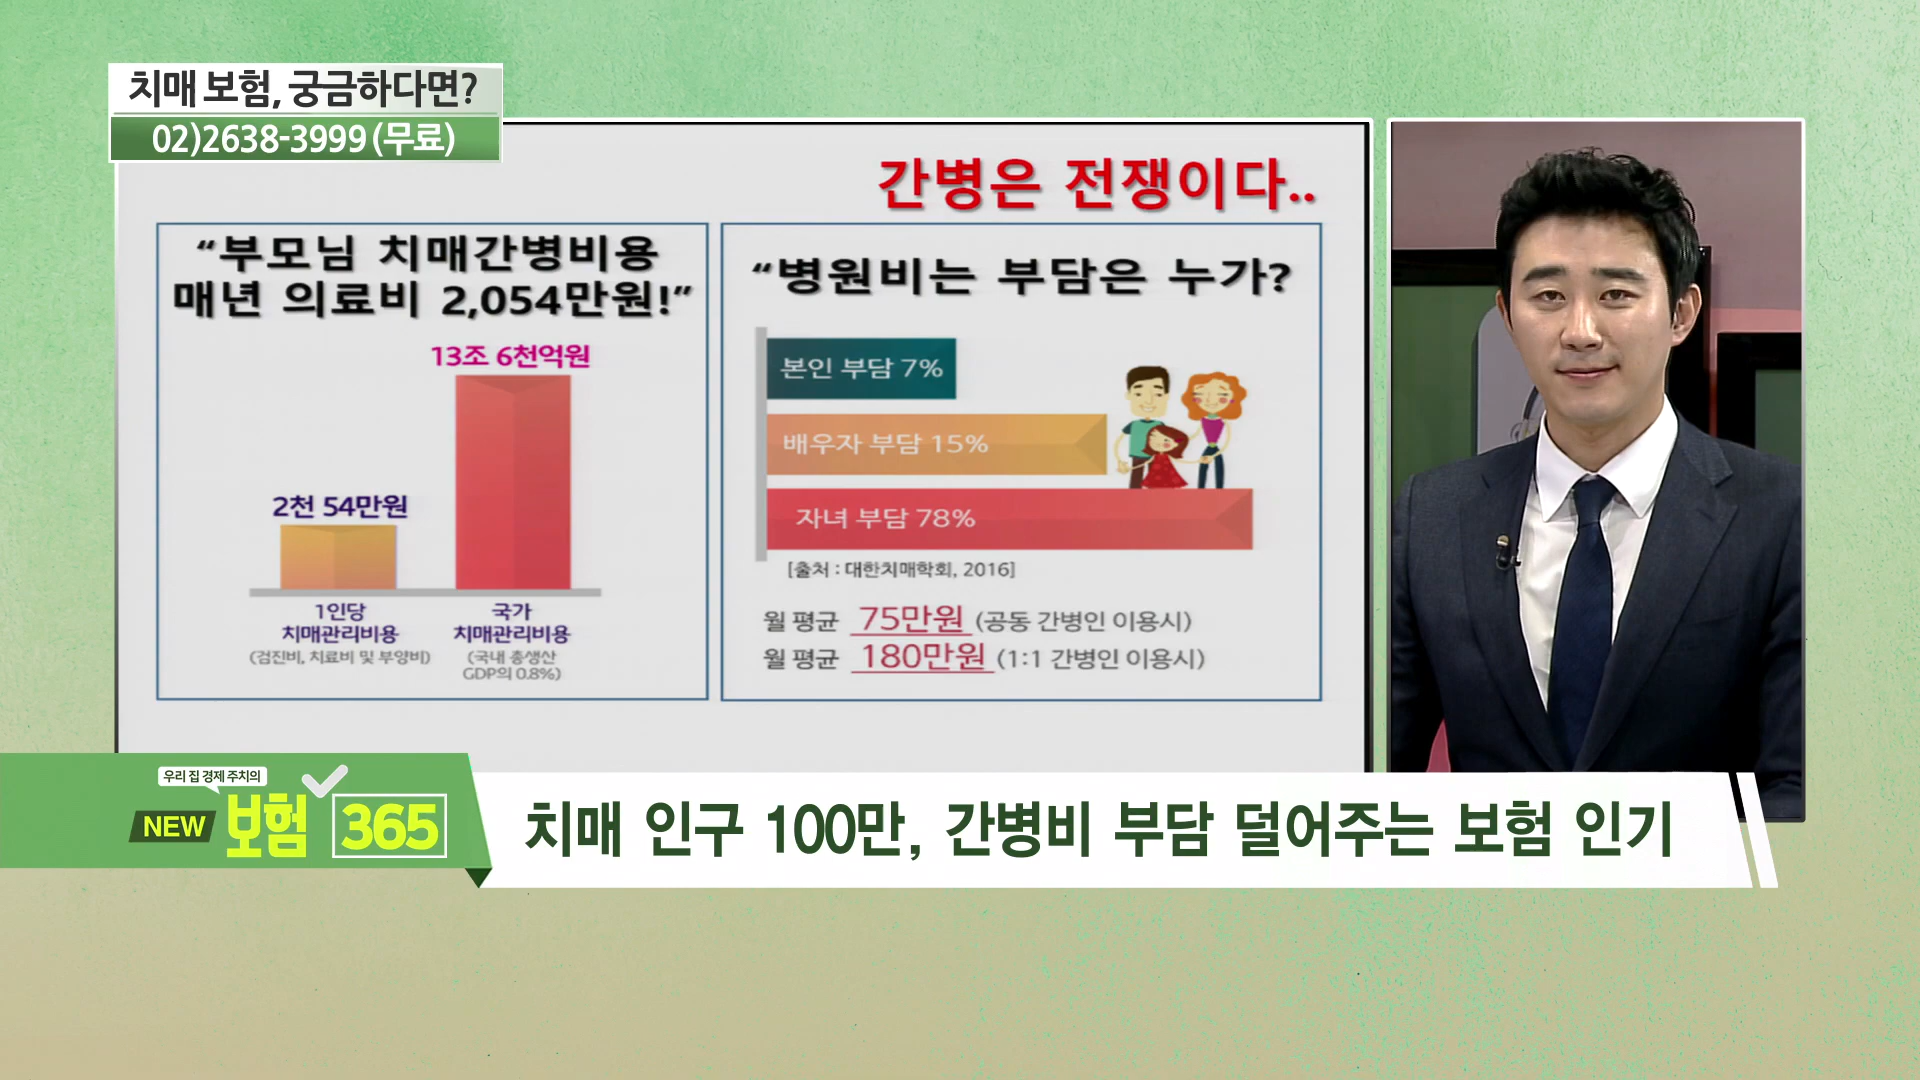 치매 보험, 궁금하다면?
02)2638-3999 (무료)
간병은 전쟁이다..
“부모님 치매간병비용
매년 의료비 2,054만원!”
13조 6천억원
2천 54만원
1인당
치매관리비용
(검진비, 치료비 및 부양비)
국가
치매관리비용
(국내 총생산
GDP의 0.8%)
“병원비는 부담은 누가?
본인 부담 7%
배우자 부담 15%
자녀 부담 78%
[출처 : 대한치매학회, 2016]
월 평균 75만원 (공동 간병인 이용시)
월 평균 180만원 (1:1 간병인 이용시)
우리 집 경제 주치의
NEW 보험 365
치매 인구 100만, 간병비 부담 덜어주는 보험 인기